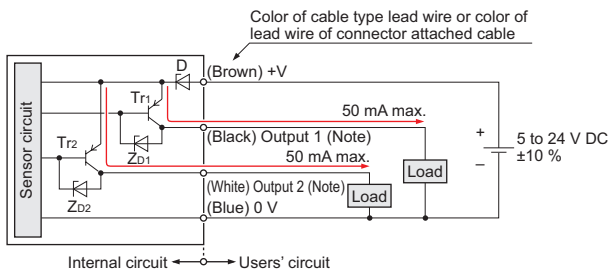 Color of cable type lead wire or color of
lead wire of connector attached cable
D
(Brown) +V
Tr1
50 mA max.
ZD1
(Black) Output 1 (Note)
Sensor circuit
Tr2
50 mA max.
+
5 to 24 V DC
±10 %
–
Load
ZD2
(White) Output 2 (Note)
Load
(Blue) 0 V
Internal circuit
Users' circuit